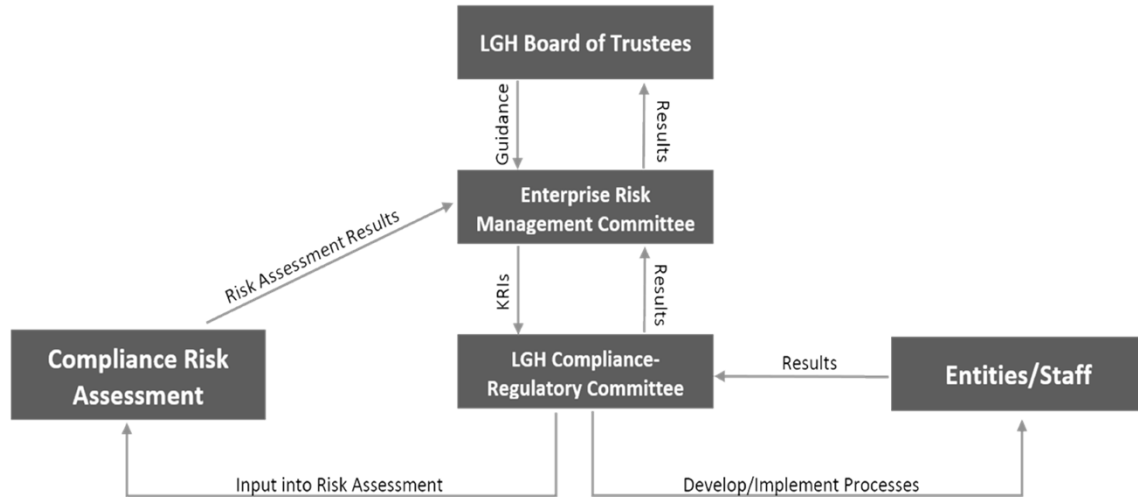 LGH Board of Trustees
Guidance
Results
Enterprise Risk
Management Committee
Risk Assessment Results
KRIs
Results
Compliance Risk
Assessment
LGH Compliance-
Regulatory Committee
Results
Entities/Staff
Input into Risk Assessment
Develop/Implement Processes